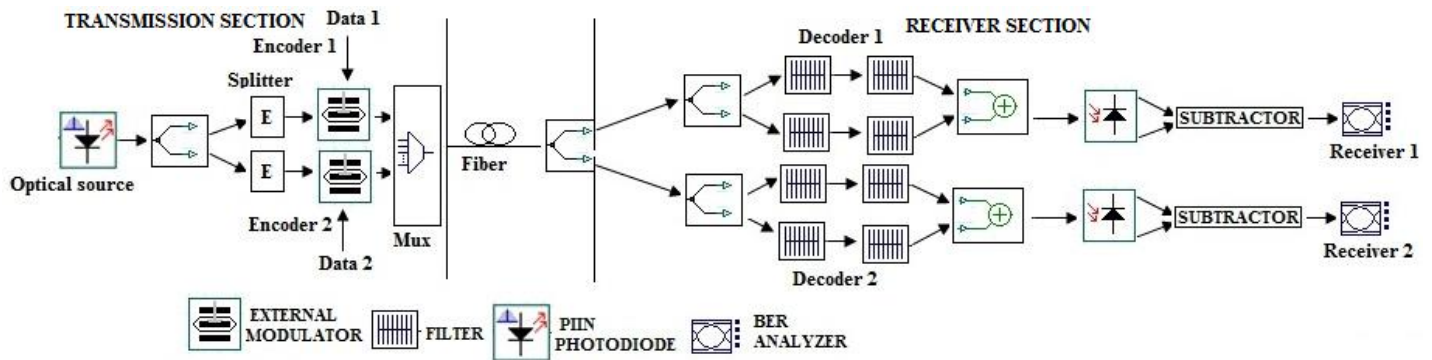 TRANSMISSION SECTION
Data 1
Encoder 1
Splitter
E
E
Optical source
Encoder 2
Data 2
Mux
Fiber
RECEIVER SECTION
Decoder 1
Decoder 2
SUBTRACTOR
Receiver 1
SUBTRACTOR
Receiver 2
EXTERNAL
MODULATOR
FILTER
PIIN
PHOTODIODE
BER
ANALYZER